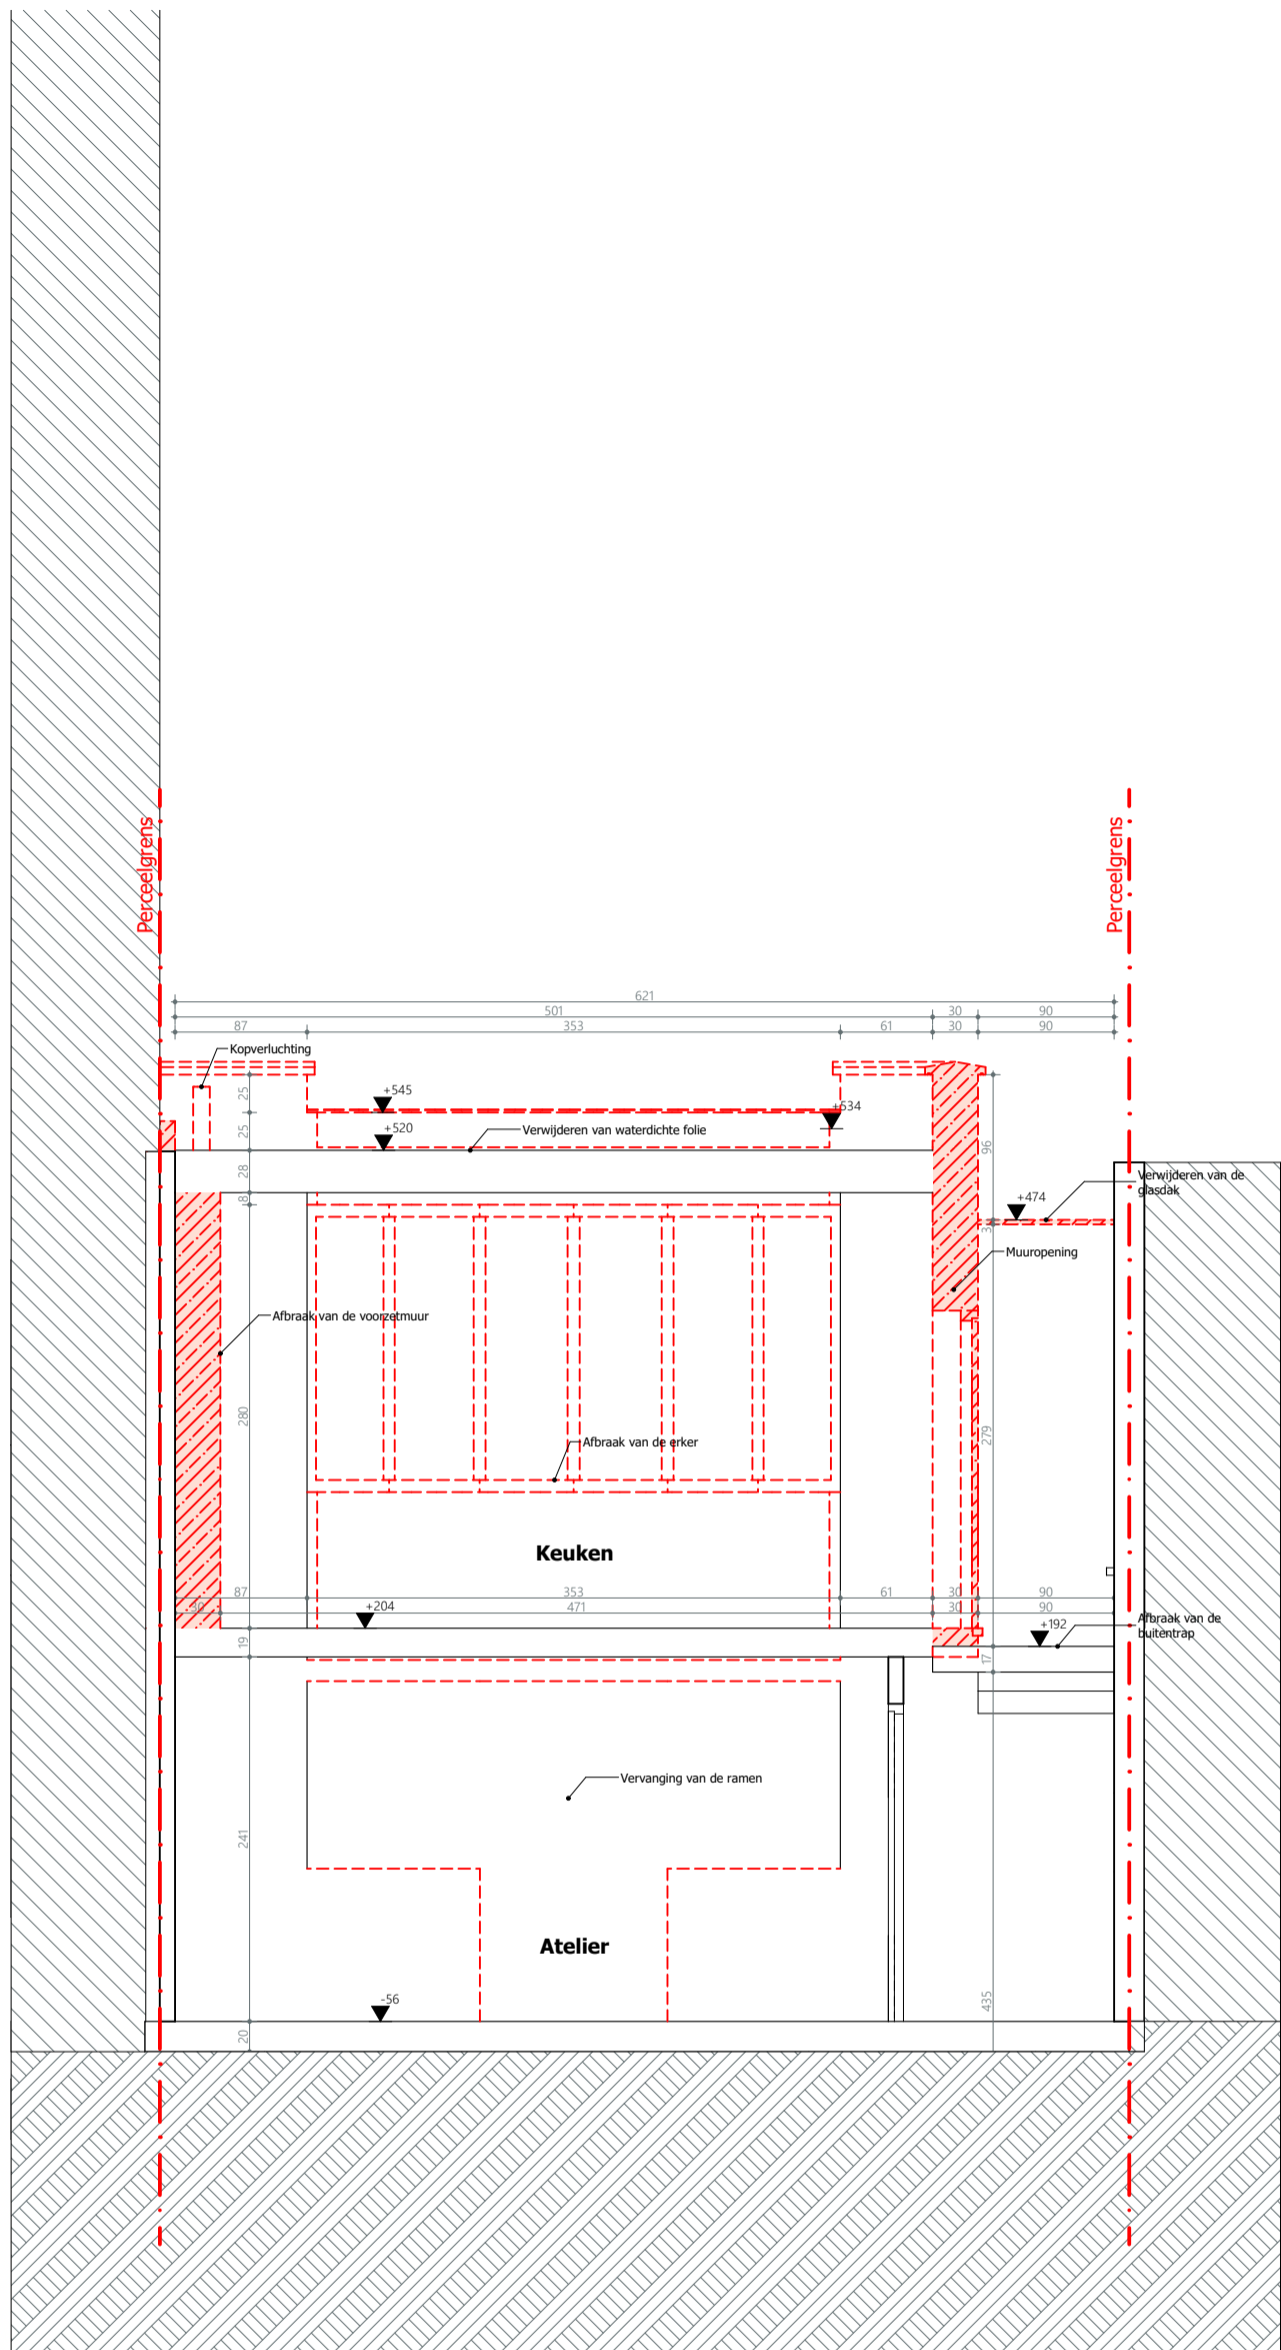 Perceelgrens
Perceelgrens
621
501
30
90
87
353
61
30
90
Kopverluchting
25
+545
+534
+520
Verwijderen van waterdichte folie
25
96
28
8
Verwijderen van de
glasdak
+474
Muuropening
Afbraak van de voorzetmuur
280
279
Afbraak van de erker
Keuken
87
353
61
30
90
30
471
30
90
+204
+192
Afbraak van de
buitentrap
19
17
Vervanging van de ramen
241
Atelier
-56
435
20